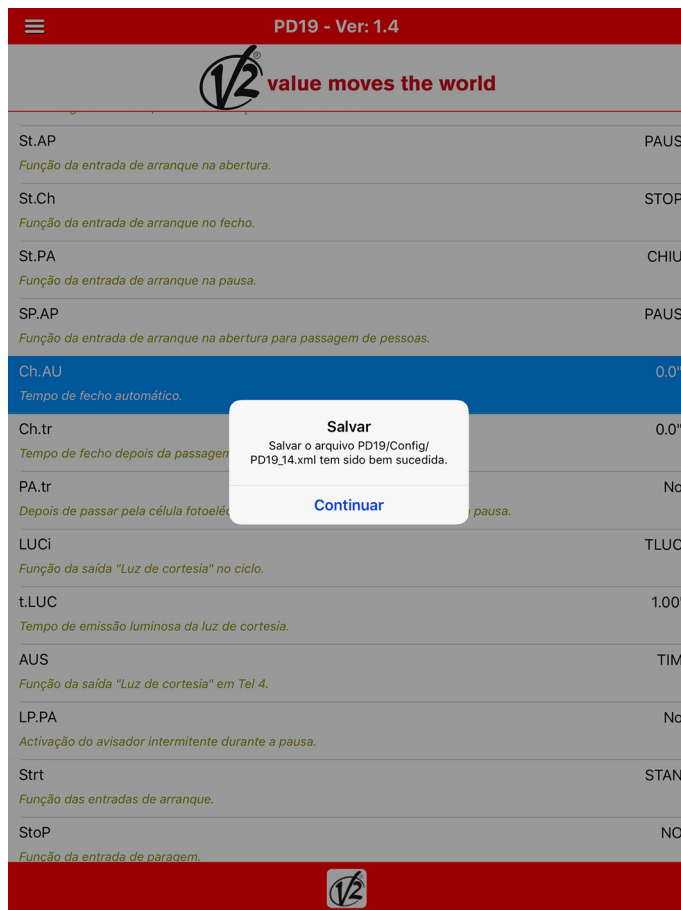 PD19 - Ver: 1.4
V2 ® value moves the world
St.AP PAUS
Função da entrada de arranque na abertura.
St.Ch STOP
Função da entrada de arranque no fecho.
St.PA CHIU
Função da entrada de arranque na pausa.
SP.AP PAUS
Função da entrada de arranque na abertura para passagem de pessoas.
Ch.AU 0.0"
Tempo de fecho automático.
Ch.tr 0.0"
Tempo de fecho depois da passagem
Salvar
Salvar o arquivo PD19/Config/
PD19_14.xml tem sido bem sucedida.
Continuar
PA.tr No
Depois de passar pela célula pausa.
LUCi TLUC
Função da saída "Luz de cortesia" no ciclo.
t.LUC 1.00'
Tempo de emissão luminosa da luz de cortesia.
AUS TIM
Função da saída "Luz de cortesia" em Tel 4.
LP.PA No
Activação do avisador intermitente durante a pausa.
Strt STAN
Função das entradas de arranque.
StoP NO
Função da entrada de paragem.
V2